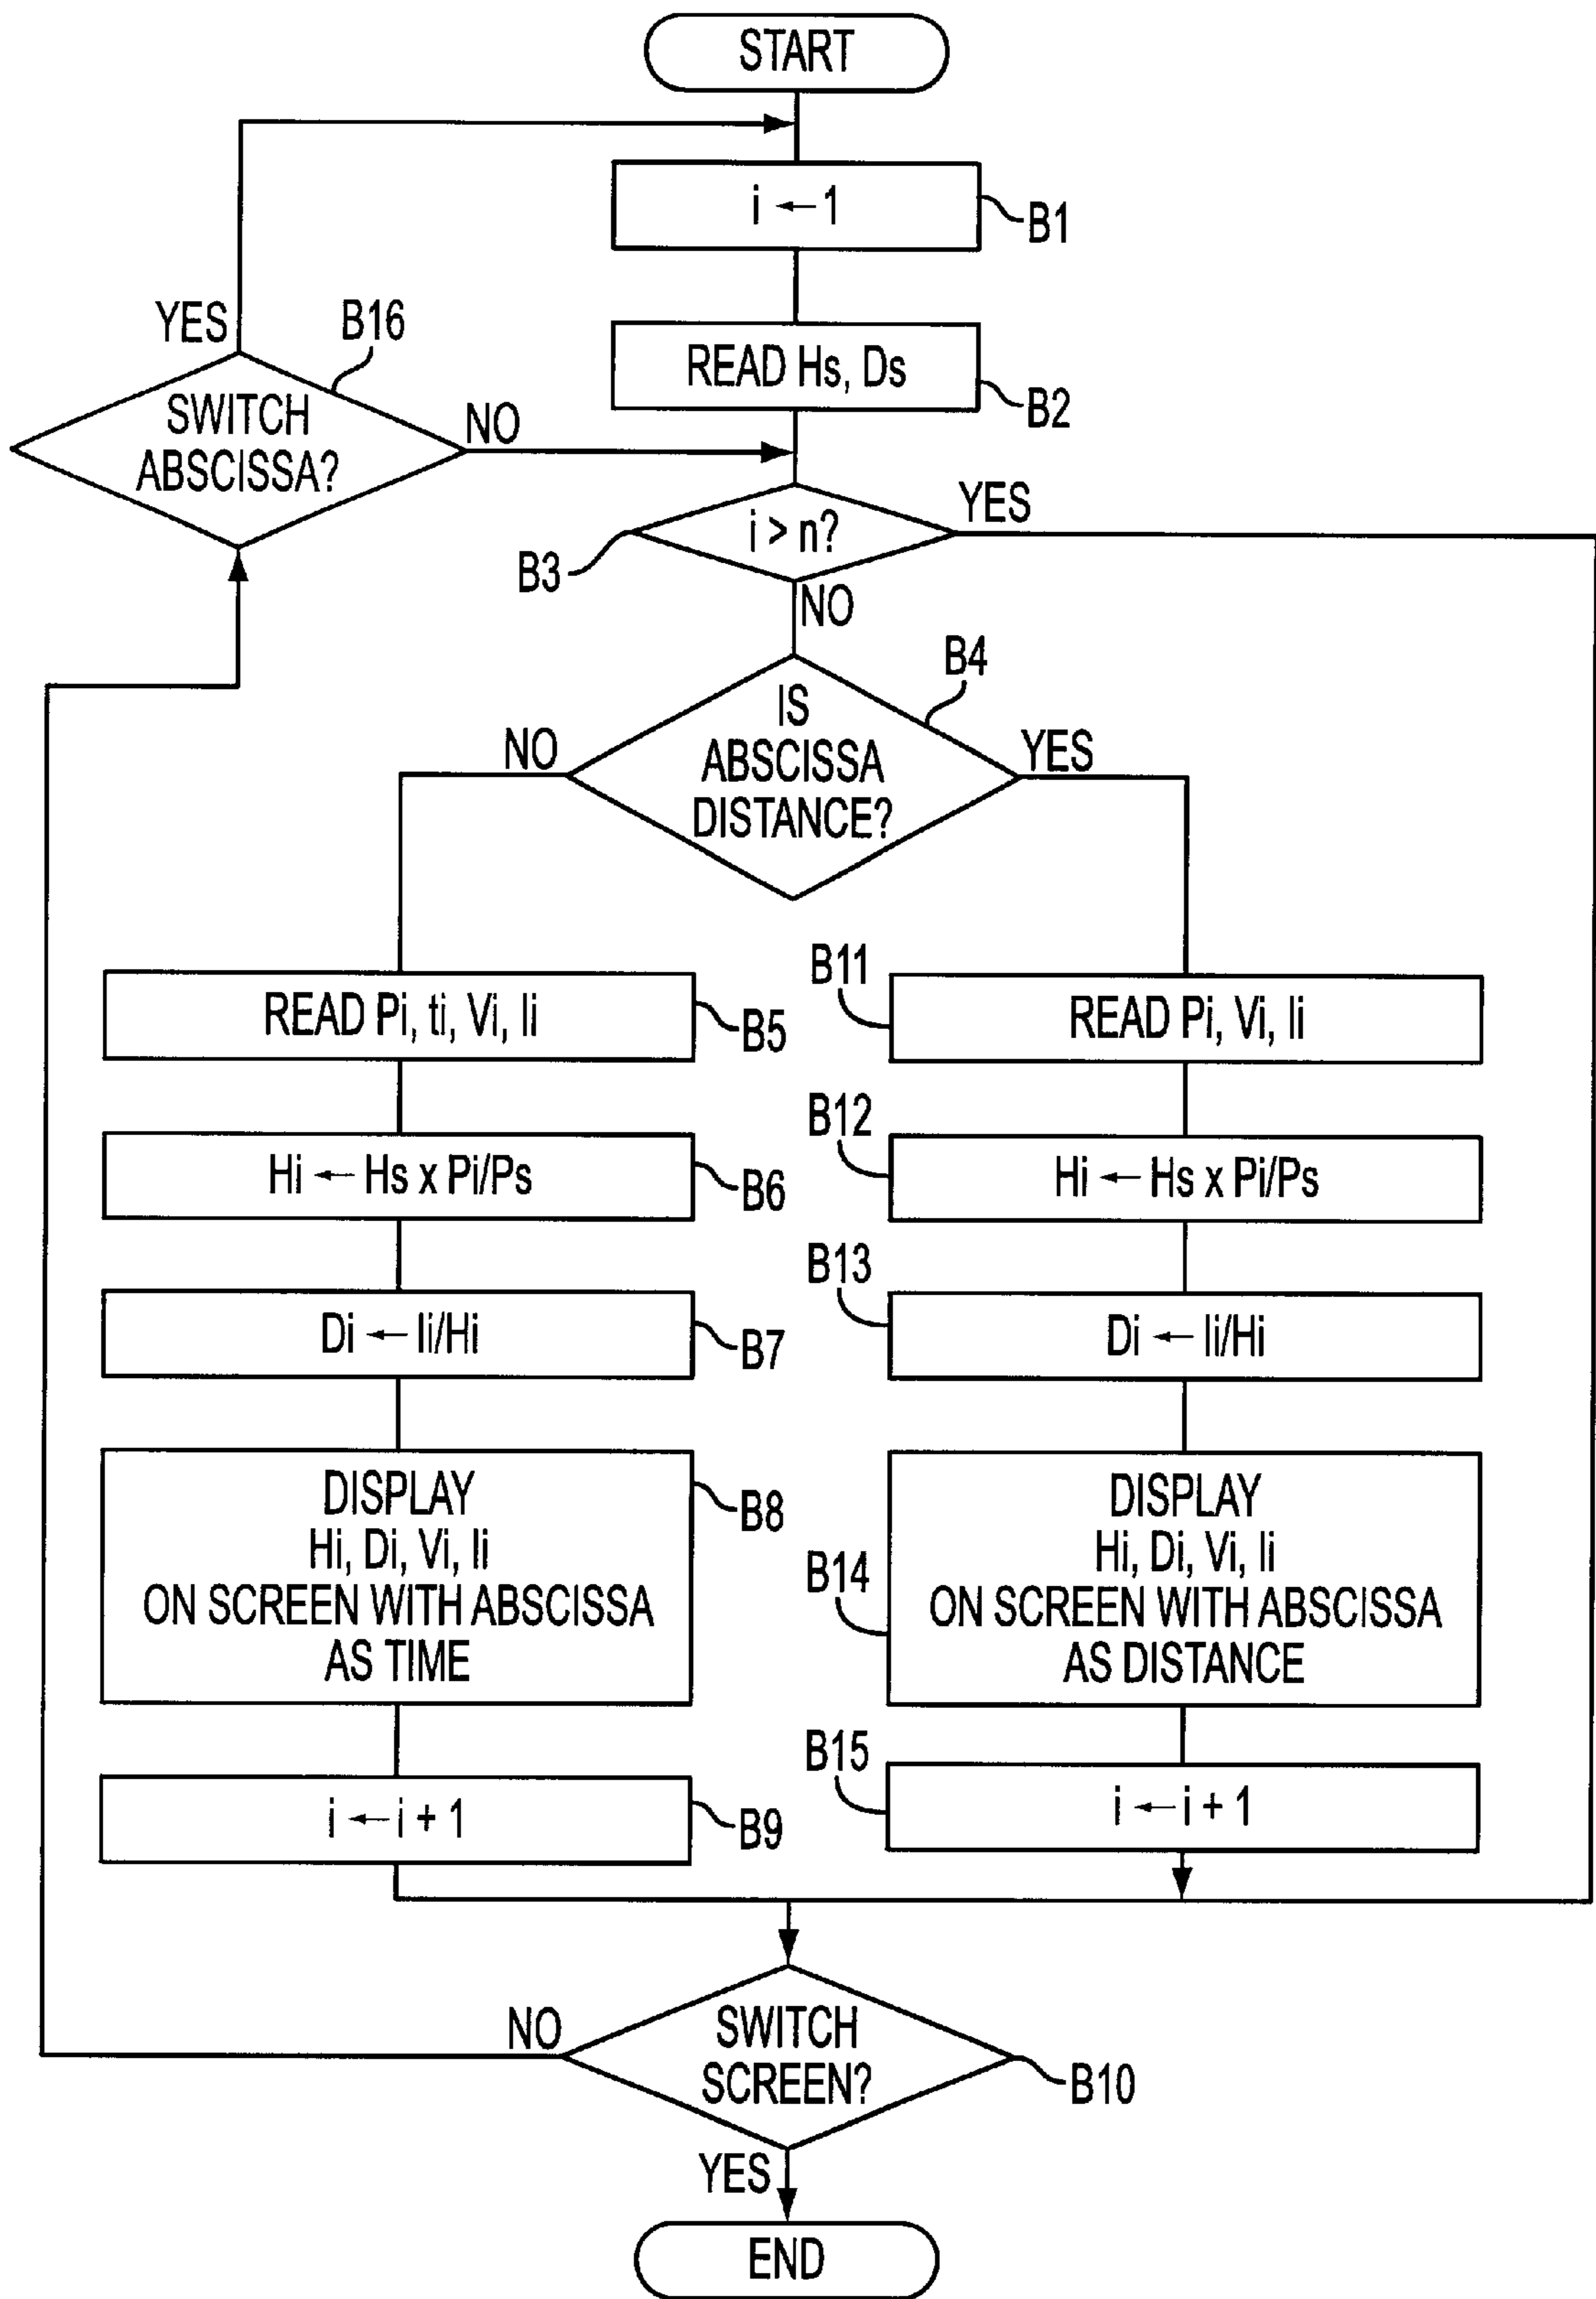 START
i ← 1
B1
YES
B16
READ Hs, Ds
B2
SWITCH
ABSCISSA?
NO
i > n?
YES
B3
NO
B4
IS
ABSCISSA
DISTANCE?
NO
YES
READ Pi, ti, Vi, Ii
B5
B11
READ Pi, Vi, Ii
Hi ← Hs x Pi/Ps
B6
B12
Hi ← Hs x Pi/Ps
Di ← Ii/Hi
B7
B13
Di ← Ii/Hi
DISPLAY
Hi, Di, Vi, Ii
ON SCREEN WITH ABSCISSA
AS TIME
B8
B14
DISPLAY
Hi, Di, Vi, Ii
ON SCREEN WITH ABSCISSA
AS DISTANCE
i ← i + 1
B9
B15
i ← i + 1
NO
SWITCH
SCREEN?
B10
YES
END